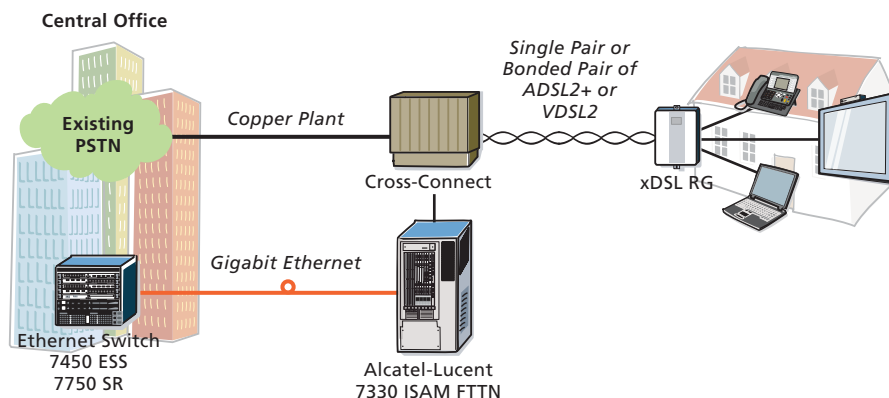 Central Office
Existing
PSTN
Copper Plant
Single Pair or
Bonded Pair of
ADSL2+ or
VDSL2
Cross-Connect
xDSL RG
Gigabit Ethernet
Ethernet Switch
7450 ESS
7750 SR
Alcatel-Lucent
7330 ISAM FTTN